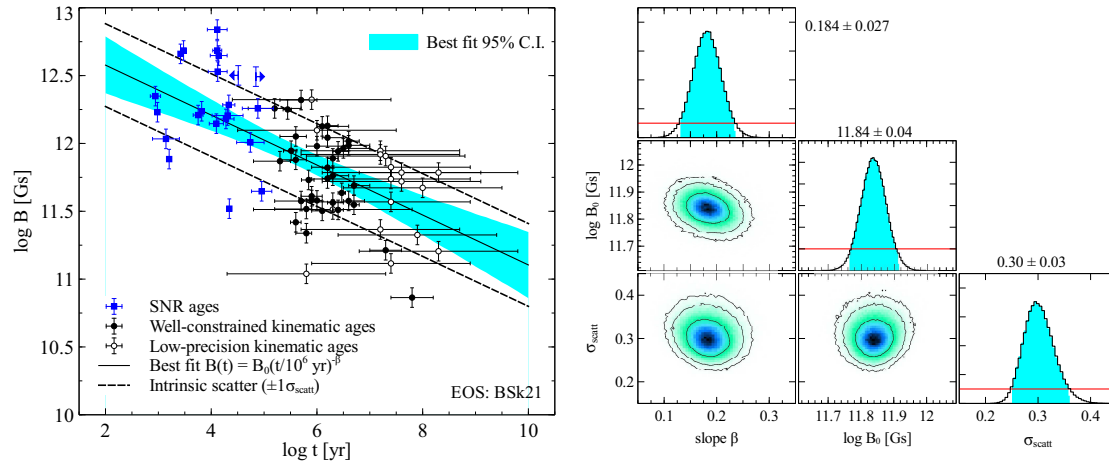 13
12.5
12
11.5
11
10.5
10
log B [Gs]
Best fit 95% C.I.
SNR ages
Well-constrained kinematic ages
Low-precision kinematic ages
Best fit B(t) = B₀(t/10⁶ yr)^-β
Intrinsic scatter (±1σscatt)
EOS: BSk21
2 4 6 8 10
log t [yr]
0.184 ± 0.027
11.84 ± 0.04
log B₀ [Gs]
12
11.9
11.8
11.7
0.30 ± 0.03
σscatt
0.4
0.3
0.2
0.1 0.2 0.3
slope β
11.7 11.8 11.9 12
log B₀ [Gs]
0.2 0.3 0.4
σscatt